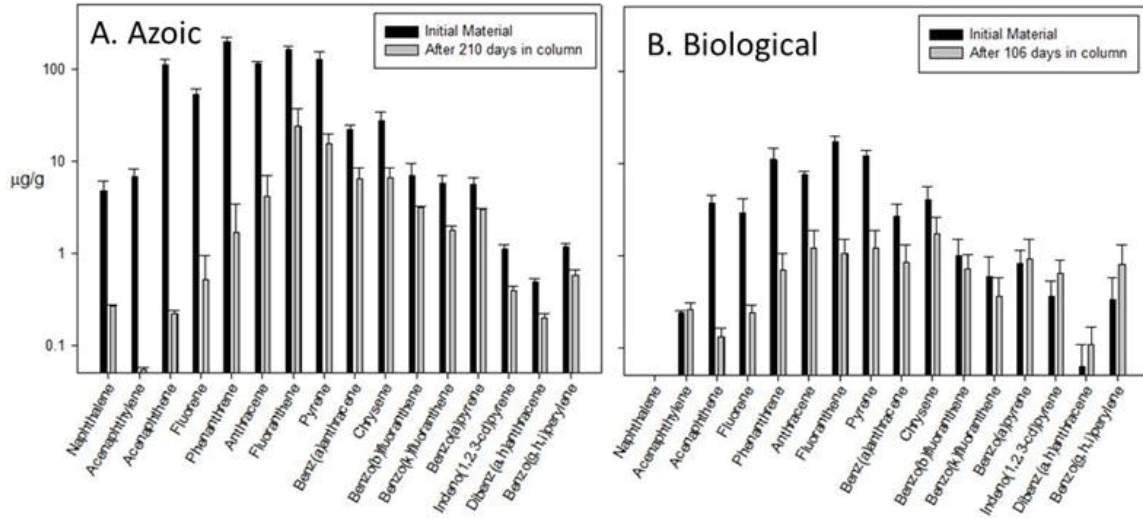 A. Azoic
Initial Material
After 210 days in column
100
10
µg/g
1
0.1
Naphthalene
Acenaphthylene
Acenaphthene
Fluorene
Phenanthrene
Anthracene
Fluoranthene
Pyrene
Benz(a)anthracene
Chrysene
Benzo(b)fluoranthene
Benzo(k)fluoranthene
Benzo(a)pyrene
Indeno(1,2,3-cd)pyrene
Dibenz(a,h)anthracene
Benzo(g,h,i)perylene
B. Biological
Initial Material
After 106 days in column
Naphthalene
Acenaphthylene
Acenaphthene
Fluorene
Phenanthrene
Anthracene
Fluoranthene
Pyrene
Benz(a)anthracene
Chrysene
Benzo(b)fluoranthene
Benzo(k)fluoranthene
Benzo(a)pyrene
Indeno(1,2,3-cd)pyrene
Dibenz(a,h)anthracene
Benzo(g,h,i)perylene